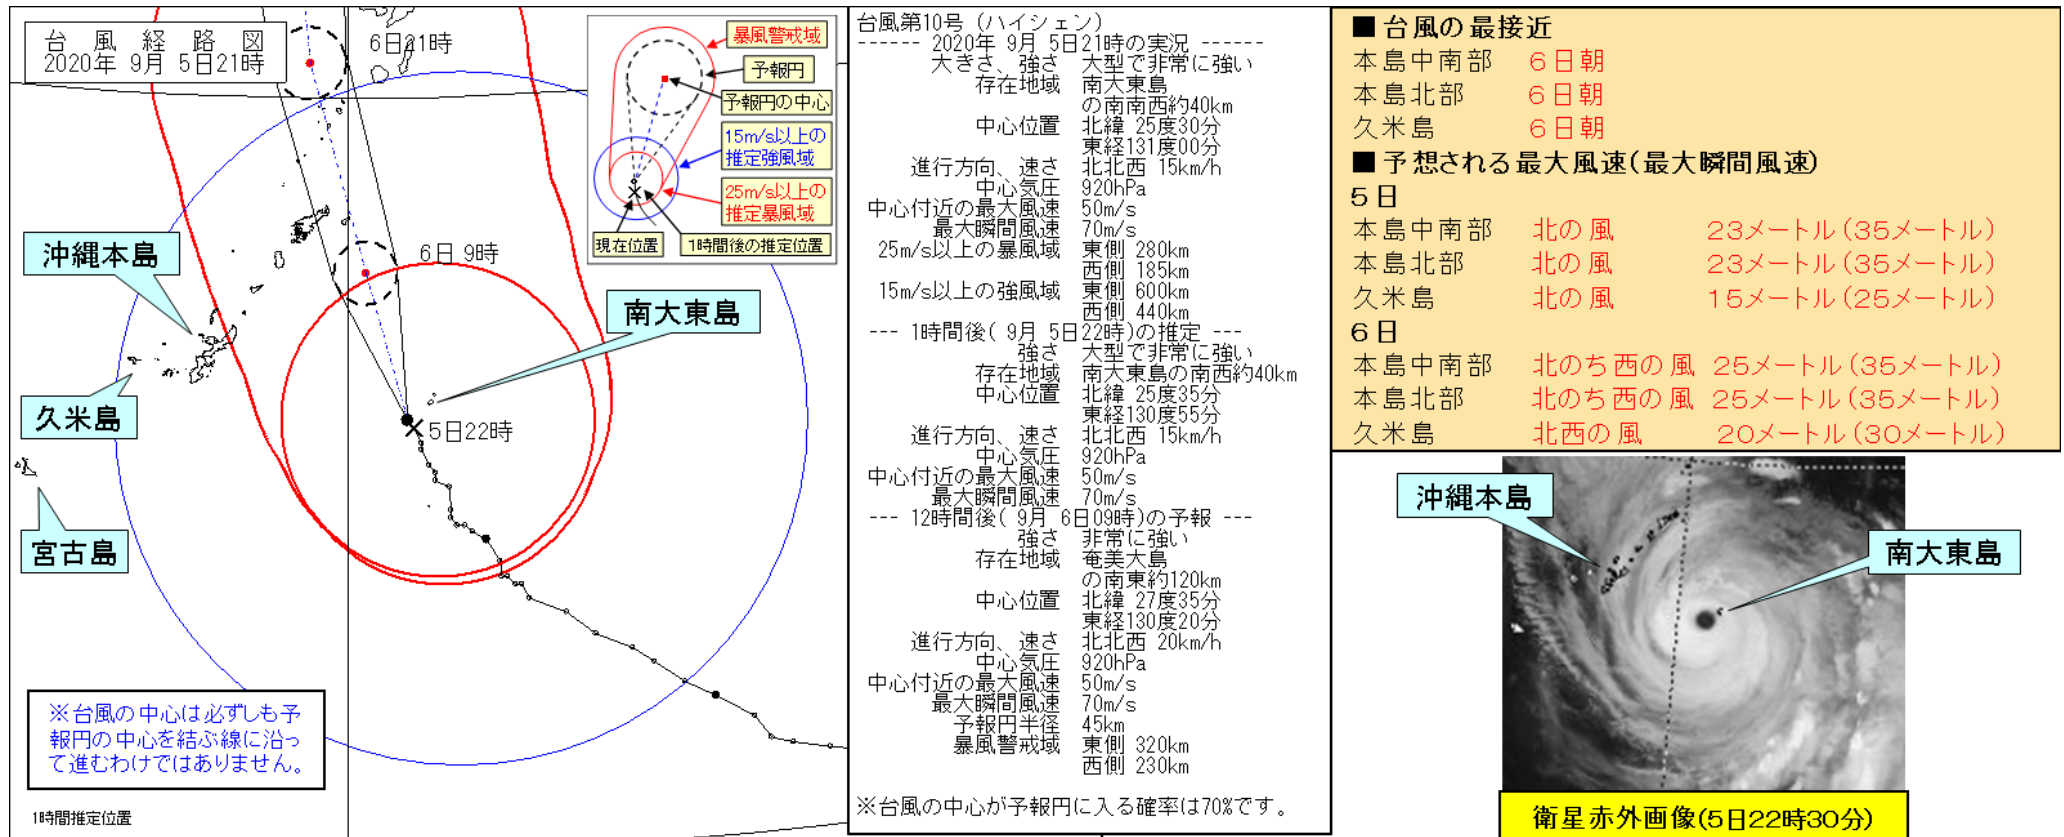 台風経路図
2020年 9月 5日21時
6日21時
暴風警戒域
予報円
予報円の中心
15m/s以上の
推定強風域
25m/s以上の
推定暴風域
現在位置
1時間後の推定位置
沖縄本島
6日 9時
南大東島
久米島
5日22時
宮古島
※台風の中心は必ずしも予
報円の中心を結ぶ線に沿っ
て進むわけではありません。
1時間推定位置
台風第10号 (ハイシェン)
------ 2020年 9月 5日21時の実況 ------
大きさ、強さ 大型で非常に強い
存在地域 南大東島
の南南西約40km
中心位置 北緯 25度30分
東経131度00分
進行方向、速さ 北北西 15km/h
中心気圧 920hPa
中心付近の最大風速 50m/s
最大瞬間風速 70m/s
25m/s以上の暴風域 東側 280km
西側 185km
15m/s以上の強風域 東側 600km
西側 440km
--- 1時間後( 9月 5日22時)の推定 ---
強さ 大型で非常に強い
存在地域 南大東島の南西約40km
中心位置 北緯 25度35分
東経130度55分
進行方向、速さ 北北西 15km/h
中心気圧 920hPa
中心付近の最大風速 50m/s
最大瞬間風速 70m/s
--- 12時間後( 9月 6日09時)の予報 ---
強さ 非常に強い
存在地域 奄美大島
の南東約120km
中心位置 北緯 27度35分
東経130度20分
進行方向、速さ 北北西 20km/h
中心気圧 920hPa
中心付近の最大風速 50m/s
最大瞬間風速 70m/s
予報円半径 45km
暴風警戒域 東側 320km
西側 230km
※台風の中心が予報円に入る確率は70%です。
■台風の最接近
本島中南部 6日朝
本島北部 6日朝
久米島 6日朝
■予想される最大風速(最大瞬間風速)
5日
本島中南部 北の風 23メートル(35メートル)
本島北部 北の風 23メートル(35メートル)
久米島 北の風 15メートル(25メートル)
6日
本島中南部 北のち西の風 25メートル(35メートル)
本島北部 北のち西の風 25メートル(35メートル)
久米島 北西の風 20メートル(30メートル)
沖縄本島
南大東島
衛星赤外画像(5日22時30分)